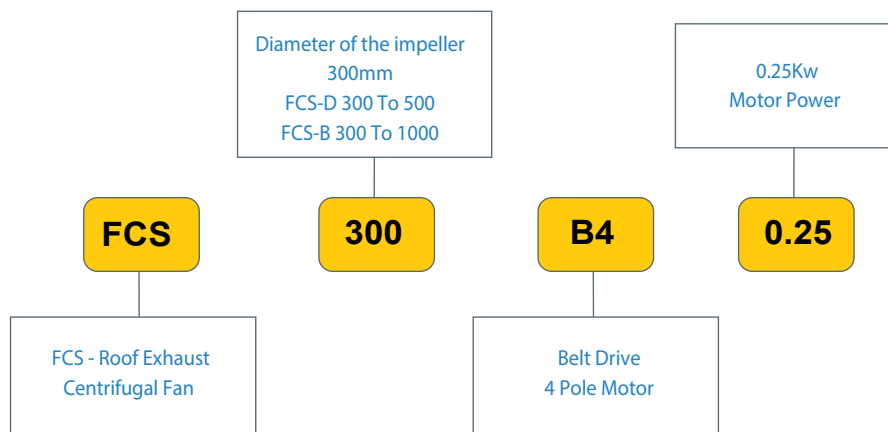 Diameter of the impeller
300mm
FCS-D 300 To 500
FCS-B 300 To 1000
0.25Kw
Motor Power
FCS
300
B4
0.25
FCS - Roof Exhaust
Centrifugal Fan
Belt Drive
4 Pole Motor